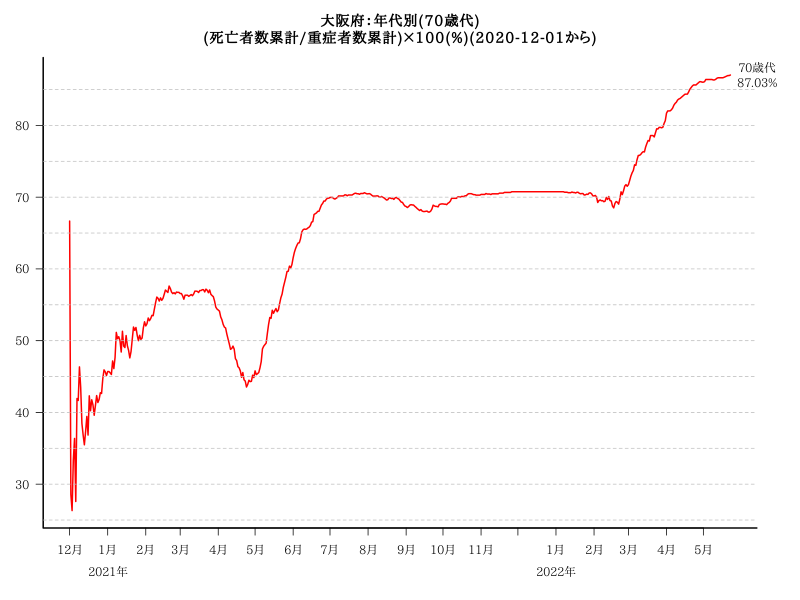 大阪府：年代別(70歳代)
(死亡者数累計/重症者数累計)×100(%)(2020-12-01から)
70歳代
87.03%
80
70
60
50
40
30
12月 1月 2月 3月 4月 5月 6月 7月 8月 9月 10月 11月 1月 2月 3月 4月 5月
2021年 2022年